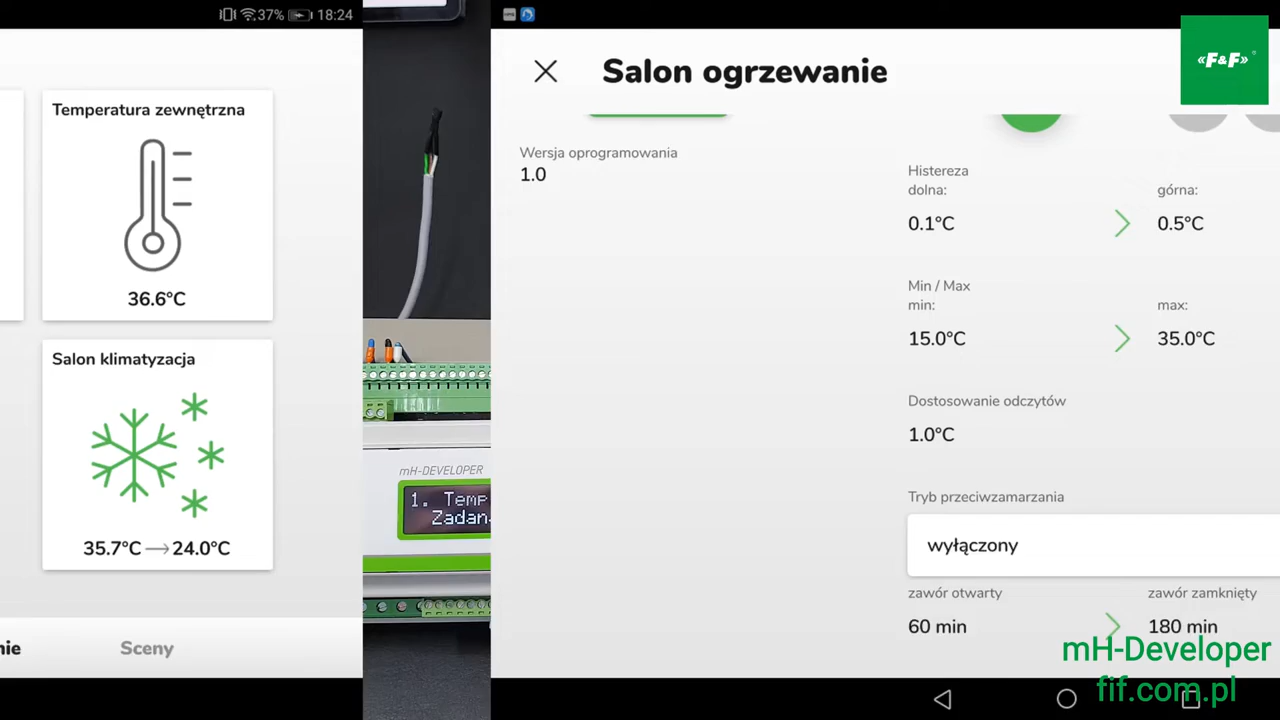 37% 18:24
Temperatura zewnętrzna
36.6°C
Salon klimatyzacja
35.7°C 24.0°C
nie
Sceny
mH-DEVELOPER
1. Temp
Zadana
Salon ogrzewanie
«F&F»
Wersja oprogramowania
1.0
Histereza
dolna:
górna:
0.1°C
0.5°C
Min / Max
min:
max:
15.0°C
35.0°C
Dostosowanie odczytów
1.0°C
Tryb przeciwzamarzania
wyłączony
zawór otwarty
zawór zamknięty
60 min
180 min
mH-Developer
fif.com.pl